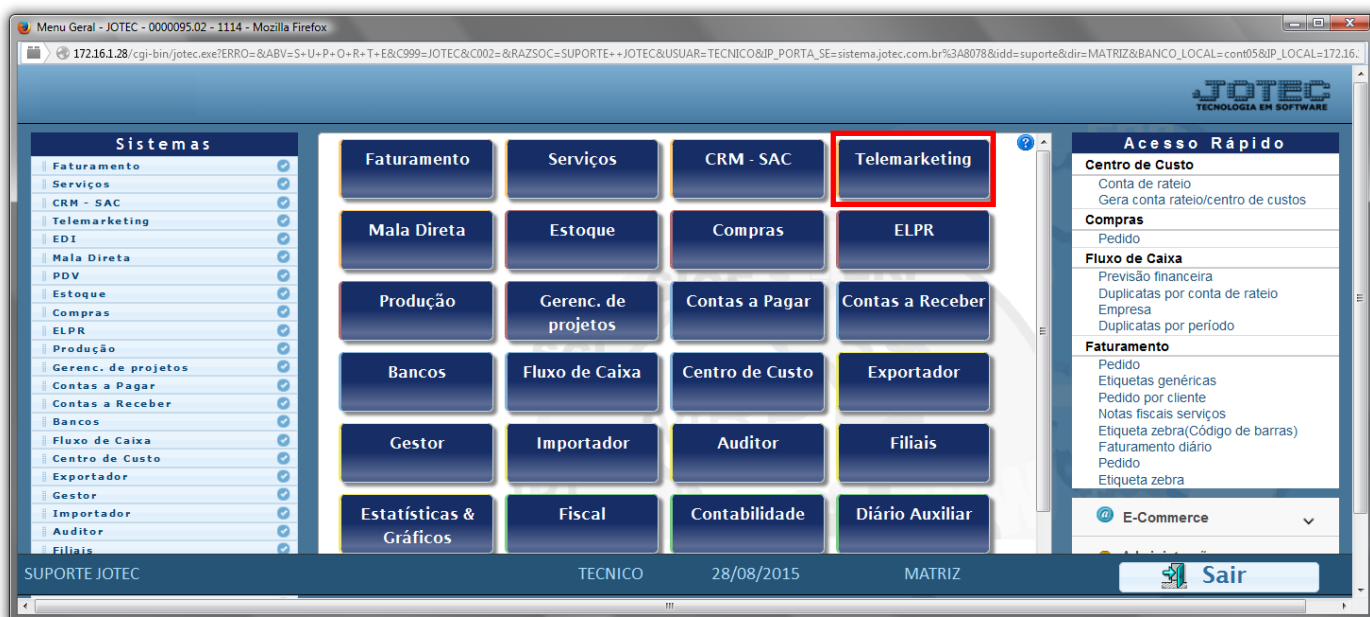 Menu Geral - JOTEC - 0000095.02 - 1114 - Mozilla Firefox
172.16.1.28/cgi-bin/jotec.exe?ERRO=&ABV=S+U+P+O+R+T+E&C999=JOTEC&C002=&RAZSOC=SUPORTE++JOTEC&USUAR=TECNICO&IP_PORTA_SE=sistema.jotec.com.br%3A8078&idd=suporte&dir=MATRIZ&BANCO_LOCAL=cont05&IP_LOCAL=172.16.
JOTEC
TECNOLOGIA EM SOFTWARE
Sistemas
Faturamento
Serviços
CRM - SAC
Telemarketing
EDI
Mala Direta
PDV
Estoque
Compras
ELPR
Produção
Gerenc. de projetos
Contas a Pagar
Contas a Receber
Bancos
Fluxo de Caixa
Centro de Custo
Exportador
Gestor
Importador
Auditor
Filiais
Faturamento
Serviços
CRM - SAC
Telemarketing
Mala Direta
Estoque
Compras
ELPR
Produção
Gerenc. de
projetos
Contas a Pagar
Contas a Receber
Bancos
Fluxo de Caixa
Centro de Custo
Exportador
Gestor
Importador
Auditor
Filiais
Estatísticas &
Gráficos
Fiscal
Contabilidade
Diário Auxiliar
Acesso Rápido
Centro de Custo
Conta de rateio
Gera conta rateio/centro de custos
Compras
Pedido
Fluxo de Caixa
Previsão financeira
Duplicatas por conta de rateio
Empresa
Duplicatas por período
Faturamento
Pedido
Etiquetas genéricas
Pedido por cliente
Notas fiscais serviços
Etiqueta zebra(Código de barras)
Faturamento diário
Pedido
Etiqueta zebra
E-Commerce
SUPORTE JOTEC
TECNICO
28/08/2015
MATRIZ
Sair